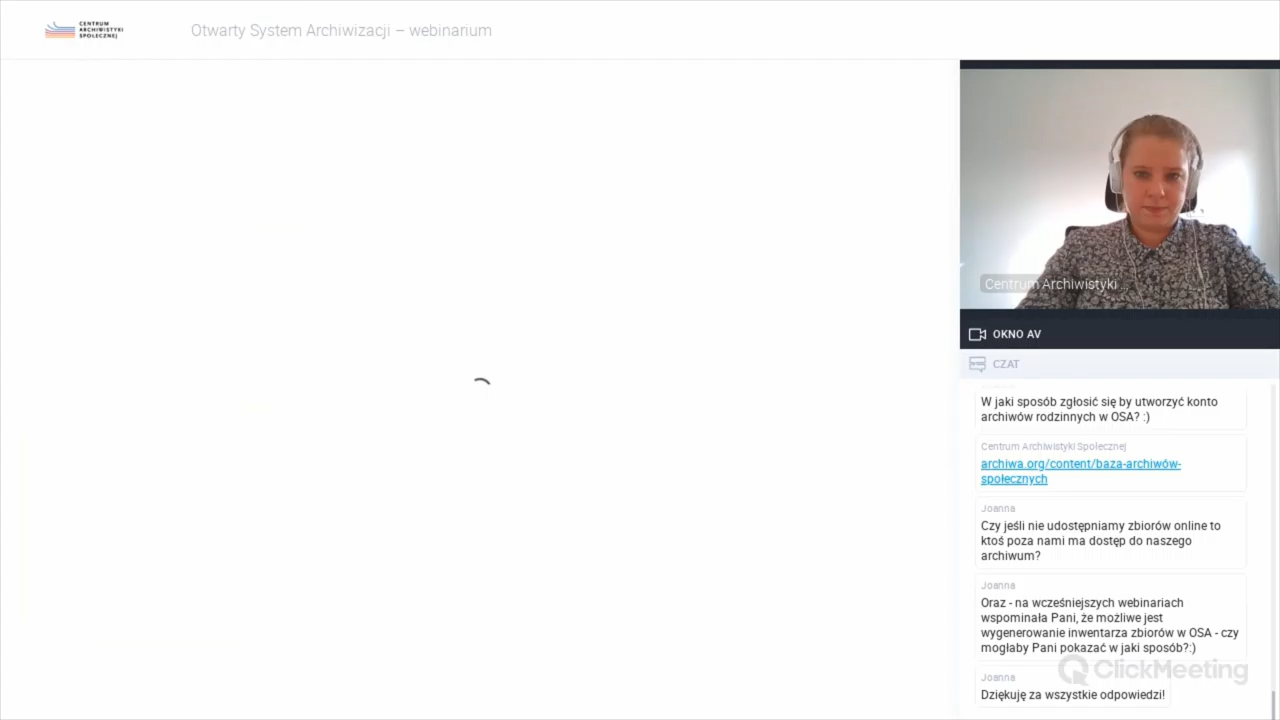 CENTRUM
ARCHIWISTYKI
SPOŁECZNEJ
Otwarty System Archiwizacji – webinarium
Centrum Archiwistyki ...
OKNO AV
CZAT
W jaki sposób zgłosić się by utworzyć konto
archiwów rodzinnych w OSA? :)
Centrum Archiwistyki Społecznej
archiwa.org/content/baza-archiwów-
społecznych
Joanna
Czy jeśli nie udostępniamy zbiorów online to
ktoś poza nami ma dostęp do naszego
archiwum?
Joanna
Oraz - na wcześniejszych webinariach
wspominała Pani, że możliwe jest
wygenerowanie inwentarza zbiorów w OSA - czy
mogłaby Pani pokazać w jaki sposób?:)
ClickMeeting
Joanna
Dziękuję za wszystkie odpowiedzi!